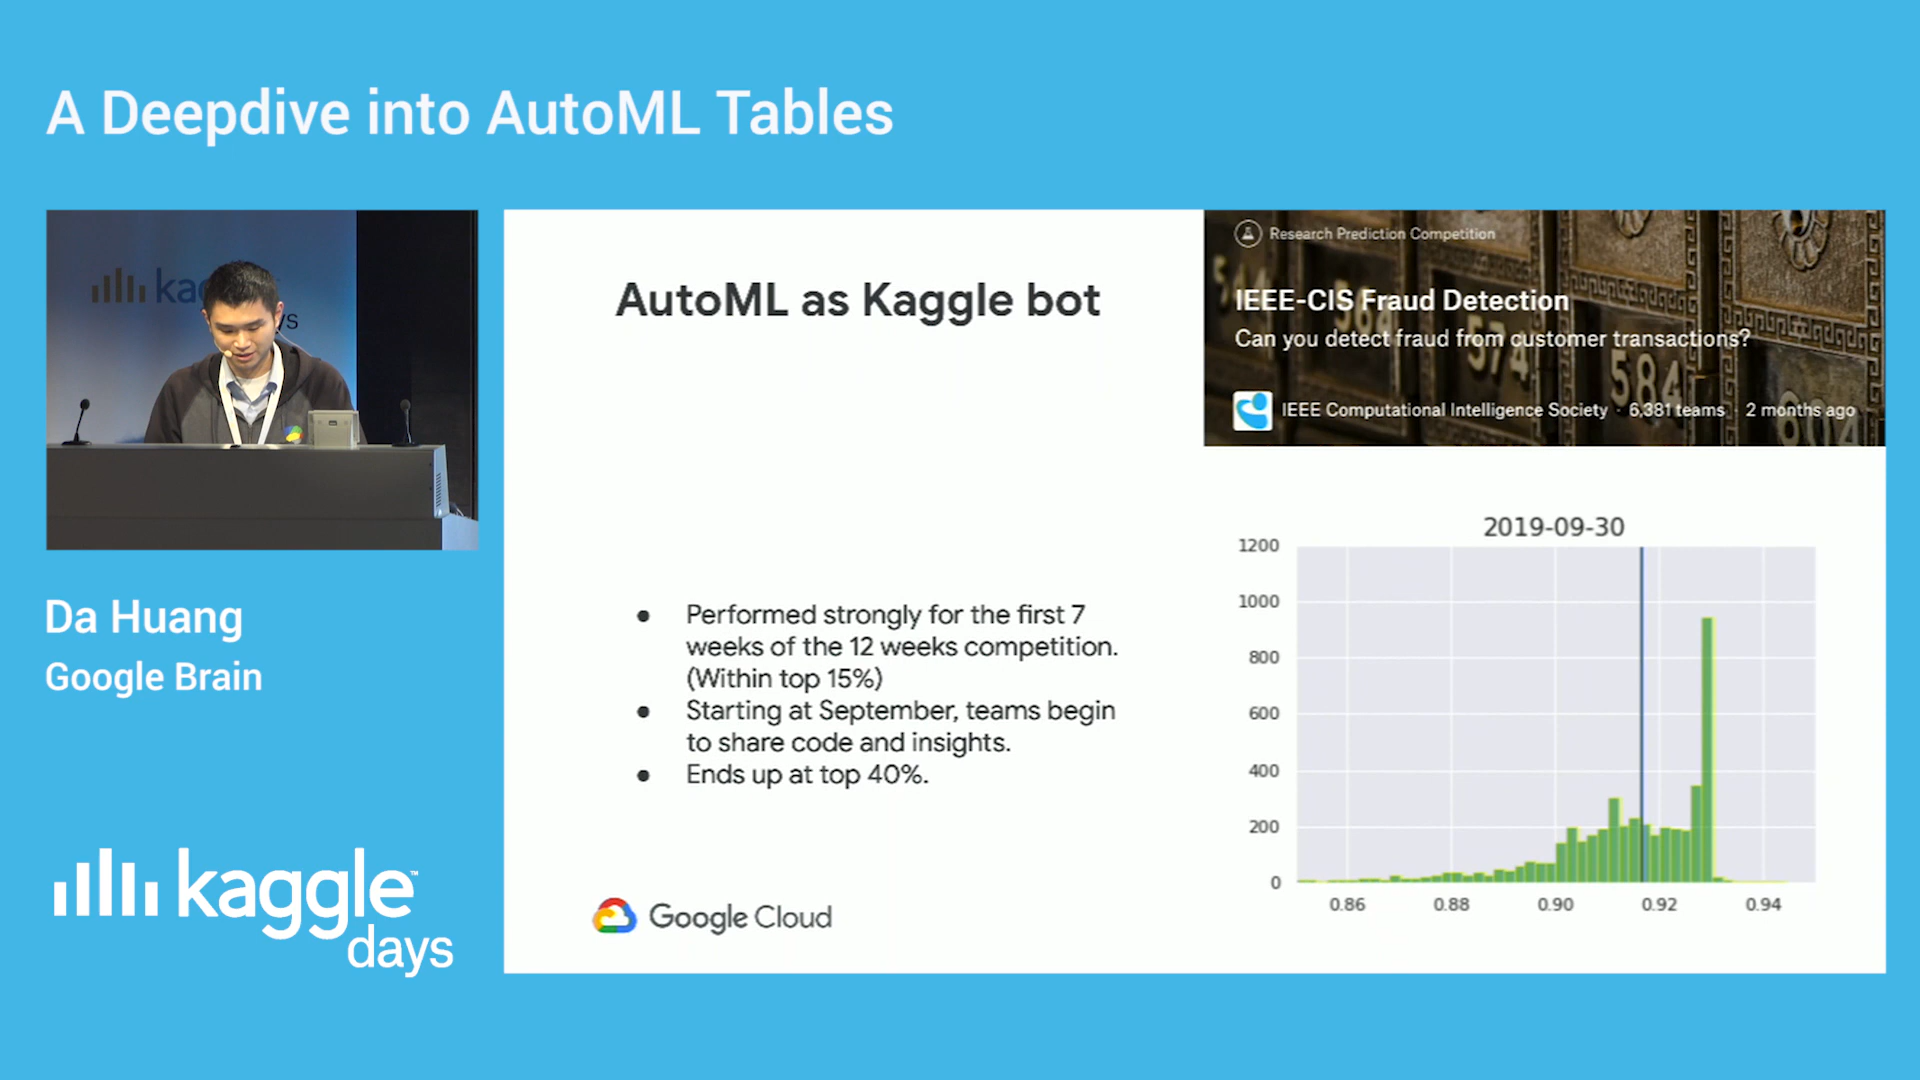 A Deepdive into AutoML Tables
Da Huang
Google Brain
kaggle
days
AutoML as Kaggle bot
● Performed strongly for the first 7
weeks of the 12 weeks competition.
(Within top 15%)
● Starting at September, teams begin
to share code and insights.
● Ends up at top 40%.
Google Cloud
Research Prediction Competition
IEEE-CIS Fraud Detection
Can you detect fraud from customer transactions?
IEEE Computational Intelligence Society · 6,381 teams · 2 months ago
574
584
604
2019-09-30
1200
1000
800
600
400
200
0
0.86 0.88 0.90 0.92 0.94